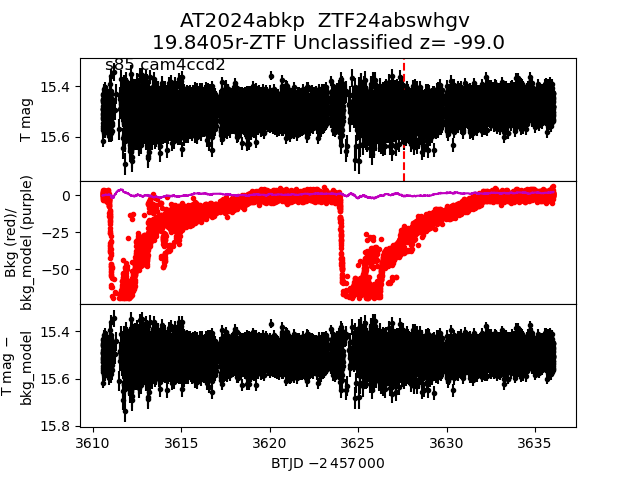 AT2024abkp  ZTF24abswhgv
19.8405r-ZTF Unclassified z= -99.0
s85 cam4ccd2
15.4
15.6
T mag
0
−25
−50
Bkg (red)/
bkg_model (purple)
15.4
15.6
15.8
T mag −
bkg_model
3610 3615 3620 3625 3630 3635
BTJD −2 457 000